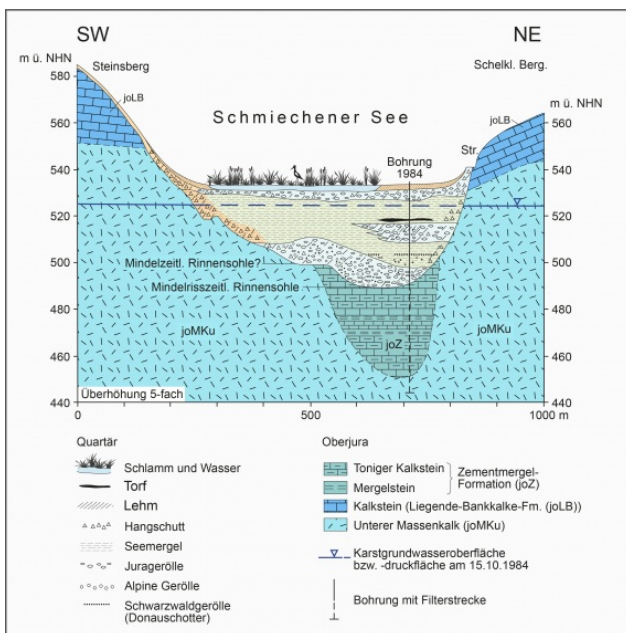 SW
NE
m ü. NHN
Steinsberg
Schelkl. Berg.
m ü. NHN
580
joLB
joLB
560
560
Schmiechener See
Str.
Bohrung
1984
540
540
520
520
500
500
Mindelzeitl. Rinnensohle?
Mindelrisszeitl. Rinnensohle
480
480
joMKu
joZ
joMKu
460
460
Überhöhung 5-fach
440
440
0
500
1000 m
Quartär
Schlamm und Wasser
Torf
Lehm
Hangschutt
Seemergel
Jurageröll​e
Alpine Gerölle
Schwarzwaldgerölle
(Donauschotter)
Oberjura
Toniger Kalkstein
Mergelstein
Zementmergel-
Formation (joZ)
Kalkstein (Liegende-Bankkalke-Fm. (joLB))
Unterer Massenkalk (joMKu)
Karstgrundwasseroberfläche
bzw. -druckfläche am 15.10.1984
Bohrung mit Filterstrecke